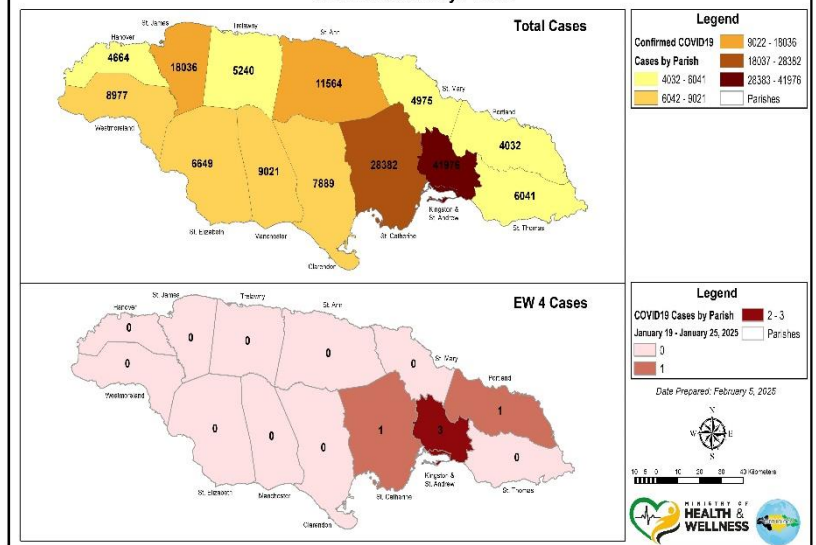 Total Cases
St. James
Trelawny
St. Ann
Hanover
4664
18036
5240
11564
8977
4975
St. Mary
Portland
Westmoreland
4032
6649
9021
7889
28382
41976
6041
Kingston &
St. Andrew
St. Elizabeth
Manchester
St. Catherine
St. Thomas
Clarendon
Legend
Confirmed COVID19
Cases by Parish
4032 - 6041
6042 - 9021
9022 - 18036
18037 - 28382
28383 - 41976
Parishes
EW 4 Cases
St. James
Trelawny
St. Ann
Hanover
0
0
0
0
0
0
St. Mary
Portland
Westmoreland
1
0
0
0
1
3
0
Kingston &
St. Andrew
St. Elizabeth
Manchester
St. Catherine
St. Thomas
Clarendon
Legend
COVID19 Cases by Parish
January 19 - January 25, 2025
0
1
2 - 3
Parishes
Date Prepared: February 5, 2025
N
W E
S
10 5 0 10 20 30 40 Kilometers
MINISTRY OF
HEALTH &
WELLNESS